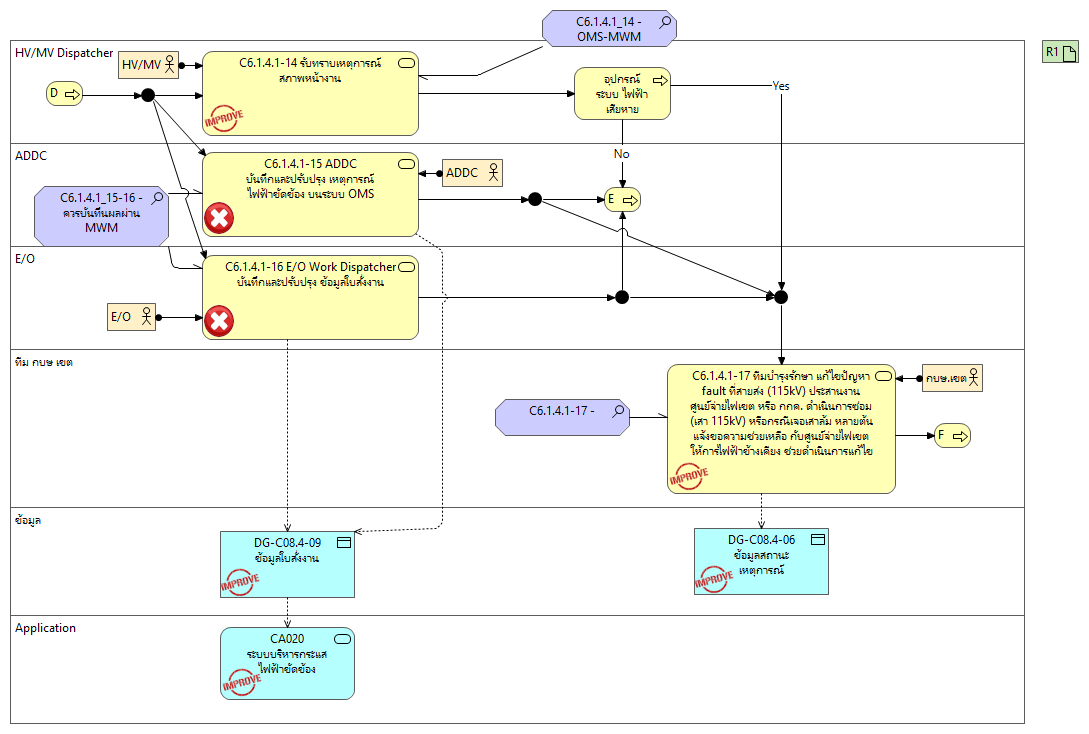 C6.1.4.1_14 -
OMS-MWM
R1
HV/MV Dispatcher
HV/MV
C6.1.4.1-14 รับทราบเหตุการณ์
สภาพหน้างาน
IMPROVE
D
อุปกรณ์
ระบบ ไฟฟ้า
เสียหาย
Yes
No
ADDC
C6.1.4.1-15 ADDC
บันทึกและปรับปรุง เหตุการณ์
ไฟฟ้าขัดข้อง บนระบบ OMS
ADDC
E
C6.1.4.1_15-16 -
ควรบันทึนผลผ่าน
MWM
E/O
C6.1.4.1-16 E/O Work Dispatcher
บันทึกและปรับปรุง ข้อมูลใบสั่งงาน
E/O
ทีม กบษ เขต
C6.1.4.1-17 ทีมบำรุงรักษา แก้ไขปัญหา
fault ที่สายส่ง (115kV) ประสานงาน
ศูนย์จ่ายไฟเขต หรือ กกค. ดำเนินการซ่อม
(เสา 115kV) หรือกรณีเจอเสาล้ม หลายต้น
แจ้งขอความช่วยเหลือ กับศูนย์จ่ายไฟเขต
ให้การไฟฟ้าข้างเคียง ช่วยดำเนินการแก้ไข
IMPROVE
กบษ.เขต
C6.1.4.1-17 -
F
ข้อมูล
DG-C08.4-09
ข้อมูลใบสั่งงาน
IMPROVE
DG-C08.4-06
ข้อมูลสถานะ
เหตุการณ์
IMPROVE
Application
CA020
ระบบบริหารกระแส
ไฟฟ้าขัดข้อง
IMPROVE